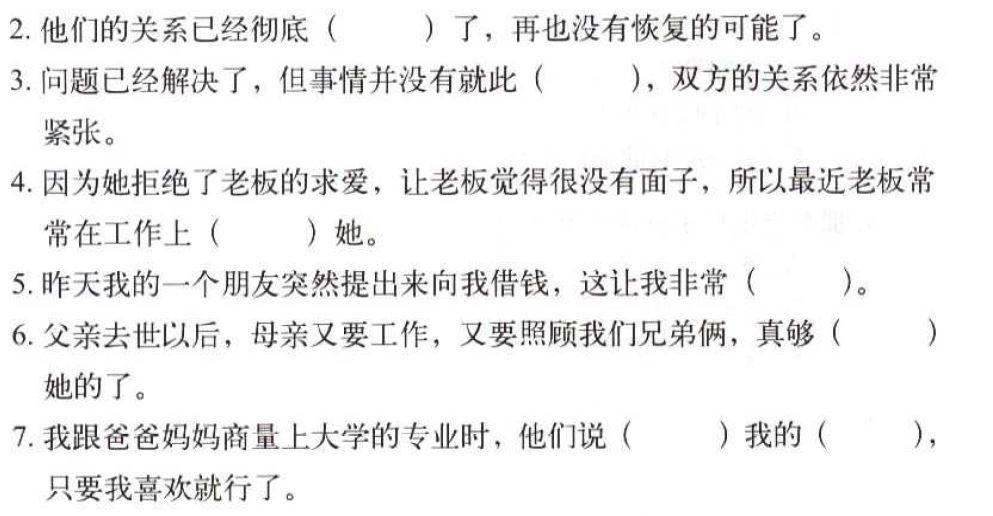 2. 他们的关系已经彻底（　　）了，再也没有恢复的可能了。
3. 问题已经解决了，但事情并没有就此（　　），双方的关系依然非常
紧张。
4. 因为她拒绝了老板的求爱，让老板觉得很没有面子，所以最近老板常
常在工作上（　　）她。
5. 昨天我的一个朋友突然提出来向我借钱，这让我非常（　　）。
6. 父亲去世以后，母亲又要工作，又要照顾我们兄弟俩，真够（　　）
她的了。
7. 我跟爸爸妈妈商量上大学的专业时，他们说（　　）我的（　　），
只要我喜欢就行了。